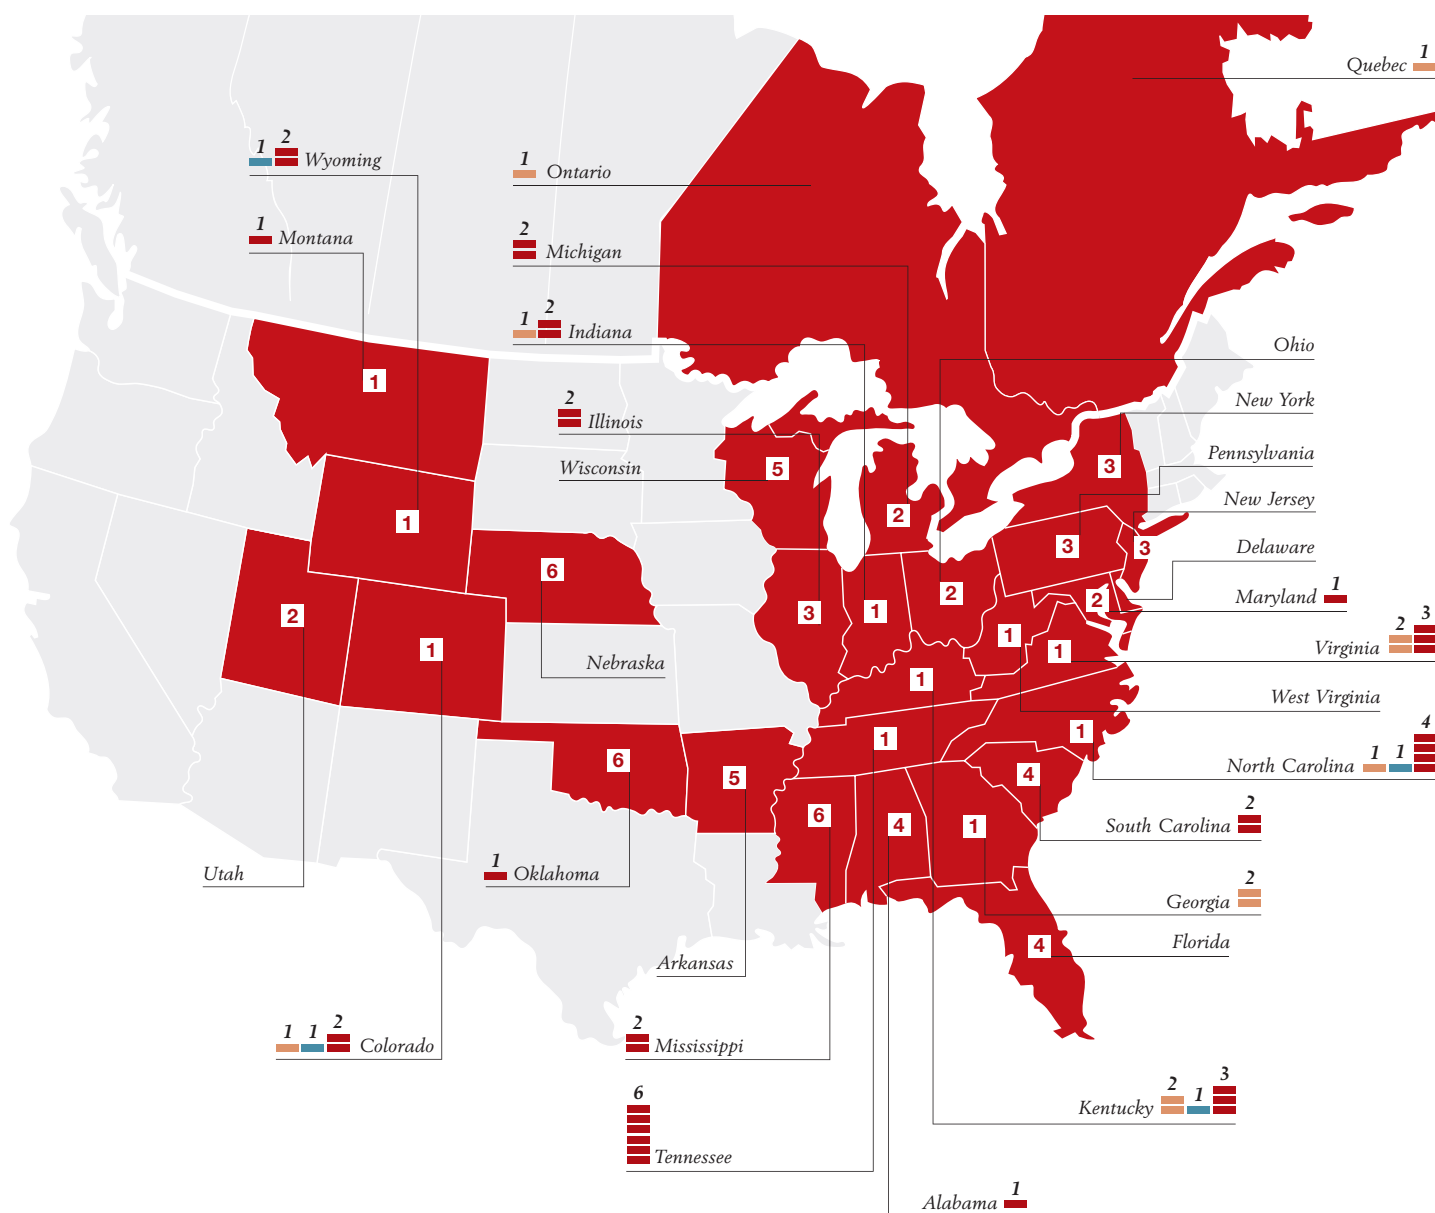 1
Quebec
1 2
Wyoming
1
Ontario
1
Montana
2
Michigan
1 2
Indiana
Ohio
1
2
Illinois
New York
Wisconsin
5
3
Pennsylvania
New Jersey
2
1
3
3
Delaware
6
2
Maryland 1
2
3
1
2
3
2 3
1
1
Virginia
1
Nebraska
1
West Virginia
1
1
4
North Carolina 1 1
6
5
4
6
4
1
2
South Carolina
Utah
1
Oklahoma
2
Georgia
4
Florida
Arkansas
1 1 2
Colorado
2
Mississippi
2 1 3
Kentucky
6
Tennessee
Alabama 1